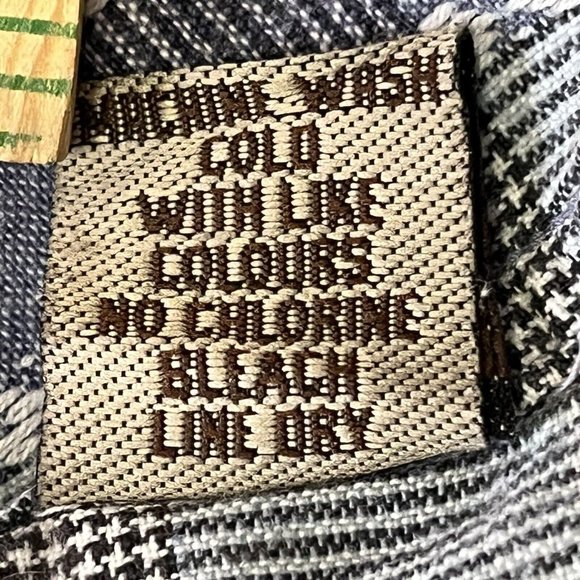 MACHINE WASH
COLD
WITH LIKE
COLOURS
NO CHLORINE
BLEACH
LINE DRY